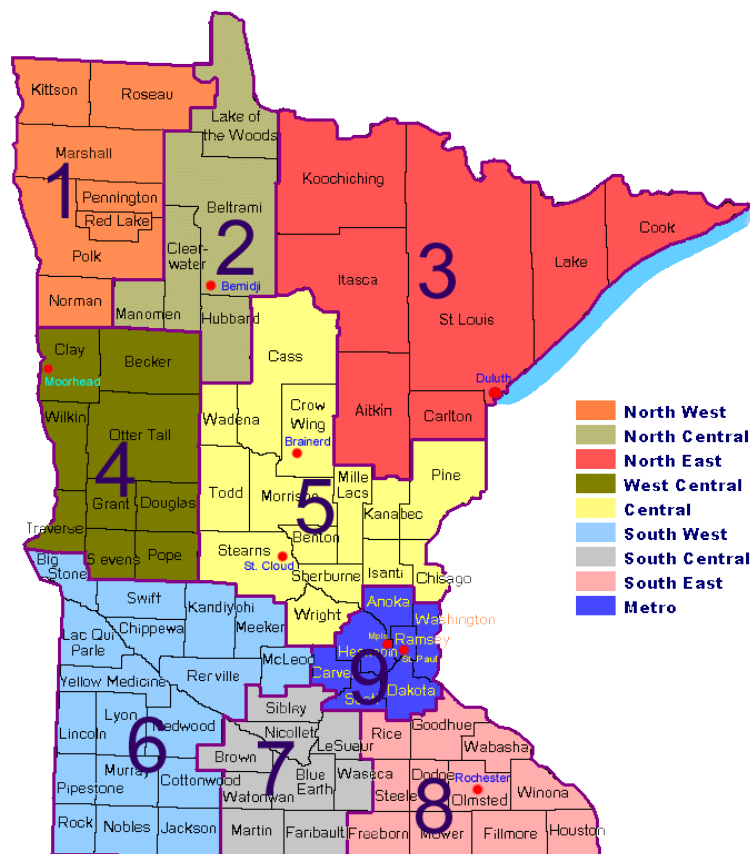 Kittson
Roseau
Lake of
the Woods
Marshall
1
Pennington
Red Lake
Polk
Norman
Beltrami
2
Clear-
water
Bemidji
Manomen
Hubbard
Koochiching
Itasca
3
St Louis
Lake
Cook
Duluth
Aitkin
Carlton
Clay
Moorhead
Becker
Wilkin
Otter Tail
4
Grant
Douglas
Traverse
Stevens
Pope
Cass
Wadena
Crow
Wing
Brainerd
Todd
Morrison
5
Mille
Lacs
Kanabec
Pine
Benton
Stearns
St. Cloud
Sherburne
Isanti
Chisago
Wright
Big
Stone
Swift
Kandiyohi
Chippewa
Meeker
Lac Qui
Parle
McLeod
Rerville
Yellow Medicine
Lyon
6
Redwood
Lincoln
Murray
Pipestone
Cottonwood
Rock
Nobles
Jackson
Sibley
Nicollet
LeSueur
Brown
7
Blue
Earth
Waseca
Watonwan
Martin
Faribault
Anoka
Washington
Mpls
Ramsey
Hennepin
St. Paul
Carver
9
Scott
Dakota
Rice
Goodhue
Wabasha
Dodge
Rochester
Steele
8
Olmsted
Winona
Freeborn
Mower
Fillmore
Houston
North West
North Central
North East
West Central
Central
South West
South Central
South East
Metro